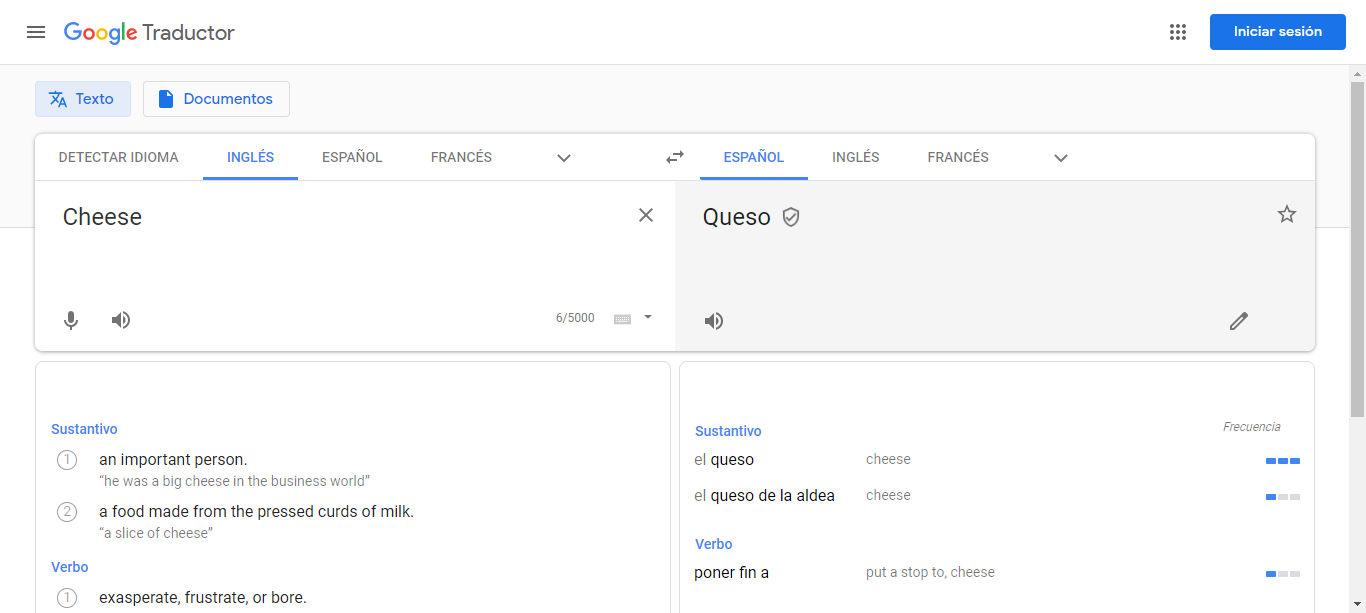 Google Traductor
Iniciar sesión
Texto
Documentos
DETECTAR IDIOMA INGLÉS ESPAÑOL FRANCÉS
ESPAÑOL INGLÉS FRANCÉS
Cheese
6/5000
Queso
Sustantivo
1 an important person.
“he was a big cheese in the business world”
2 a food made from the pressed curds of milk.
“a slice of cheese”
Verbo
1 exasperate, frustrate, or bore.
Sustantivo Frecuencia
el queso cheese
el queso de la aldea cheese
Verbo
poner fin a put a stop to, cheese